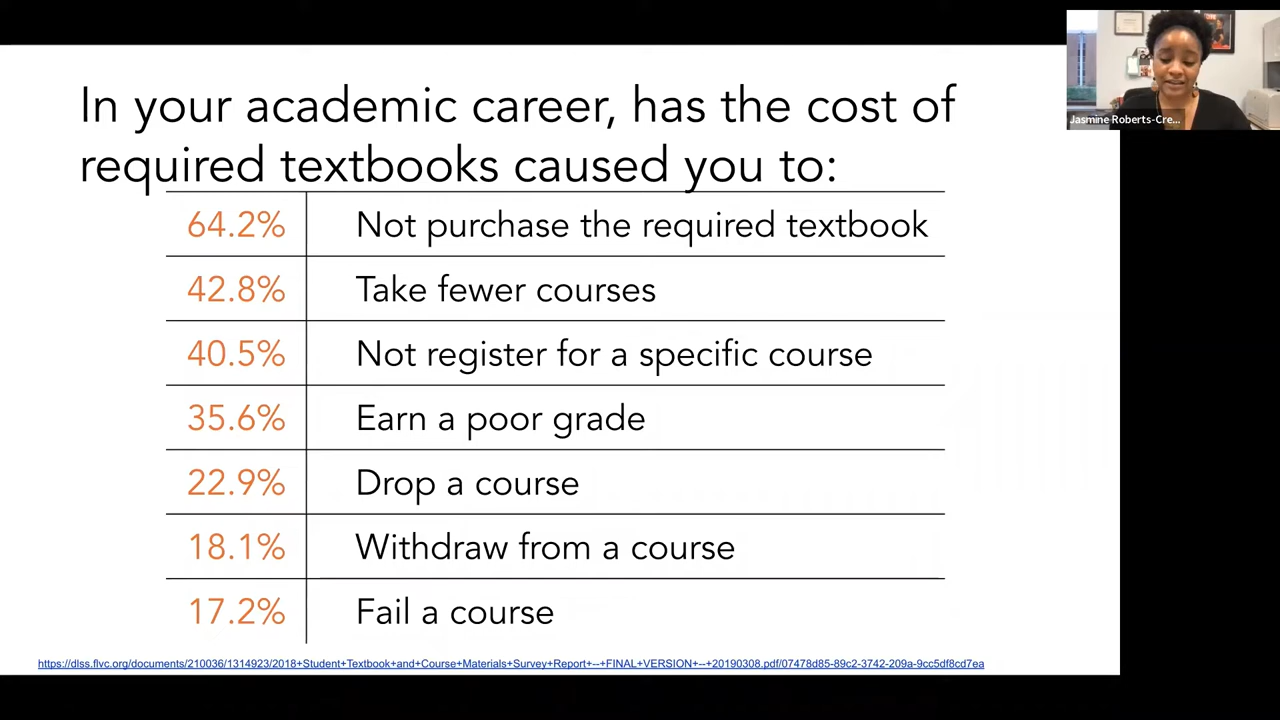 In your academic career, has the cost of
required textbooks caused you to:
64.2% Not purchase the required textbook
42.8% Take fewer courses
40.5% Not register for a specific course
35.6% Earn a poor grade
22.9% Drop a course
18.1% Withdraw from a course
17.2% Fail a course
https://dlss.flvc.org/documents/210036/1314923/2018+Student+Textbook+and+Course+Materials+Survey+Report+--+FINAL+VERSION+--+20190308.pdf/07478d85-89c2-3742-209a-9cc5df8cd7ea
Jasmine Roberts-Cre...